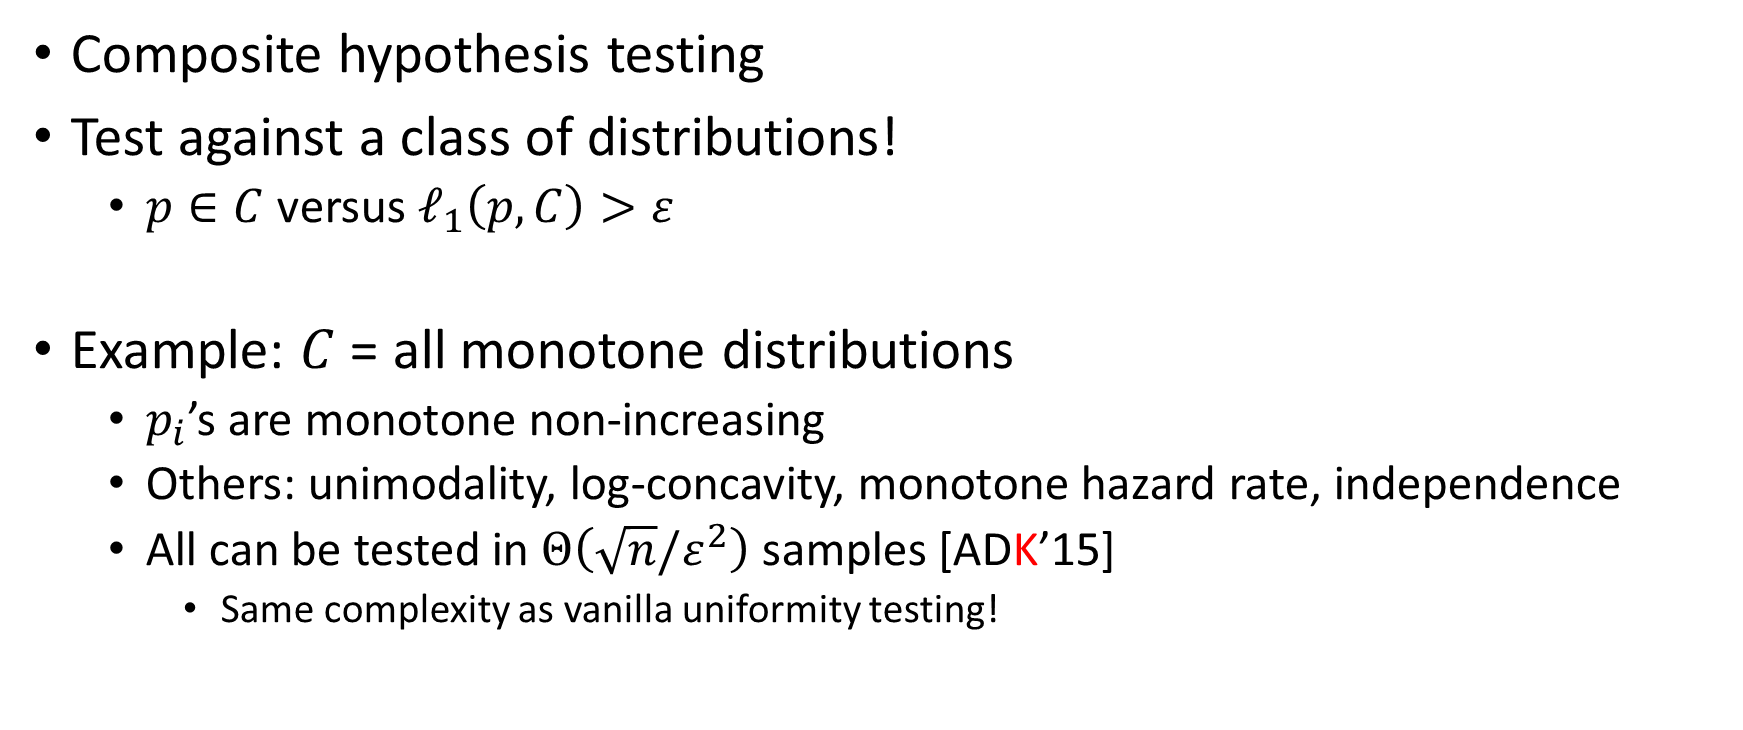 • Composite hypothesis testing
• Test against a class of distributions!
• 𝑝 ∈ 𝐶 versus ℓ₁(𝑝, 𝐶) > 𝜀
• Example: 𝐶 = all monotone distributions
• 𝑝ᵢ’s are monotone non-increasing
• Others: unimodality, log-concavity, monotone hazard rate, independence
• All can be tested in Θ(√𝑛/𝜀²) samples [ADK’15]
• Same complexity as vanilla uniformity testing!